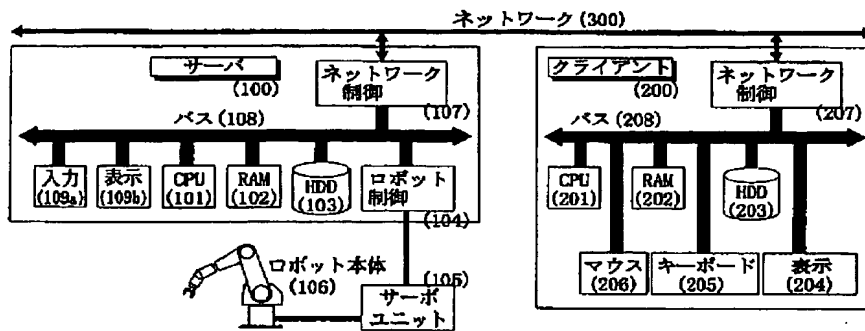 ネットワーク(300)
サーバ
(100)
ネットワーク
制御
(107)
バス(108)
入力
(109a)
表示
(109b)
CPU
(101)
RAM
(102)
HDD
(103)
ロボット
制御
(104)
ロボット本体
(106)
(105)
サーボ
ユニット
クライアント
(200)
ネットワーク
制御
(207)
バス(208)
CPU
(201)
RAM
(202)
HDD
(203)
マウス
(206)
キーボード
(205)
表示
(204)